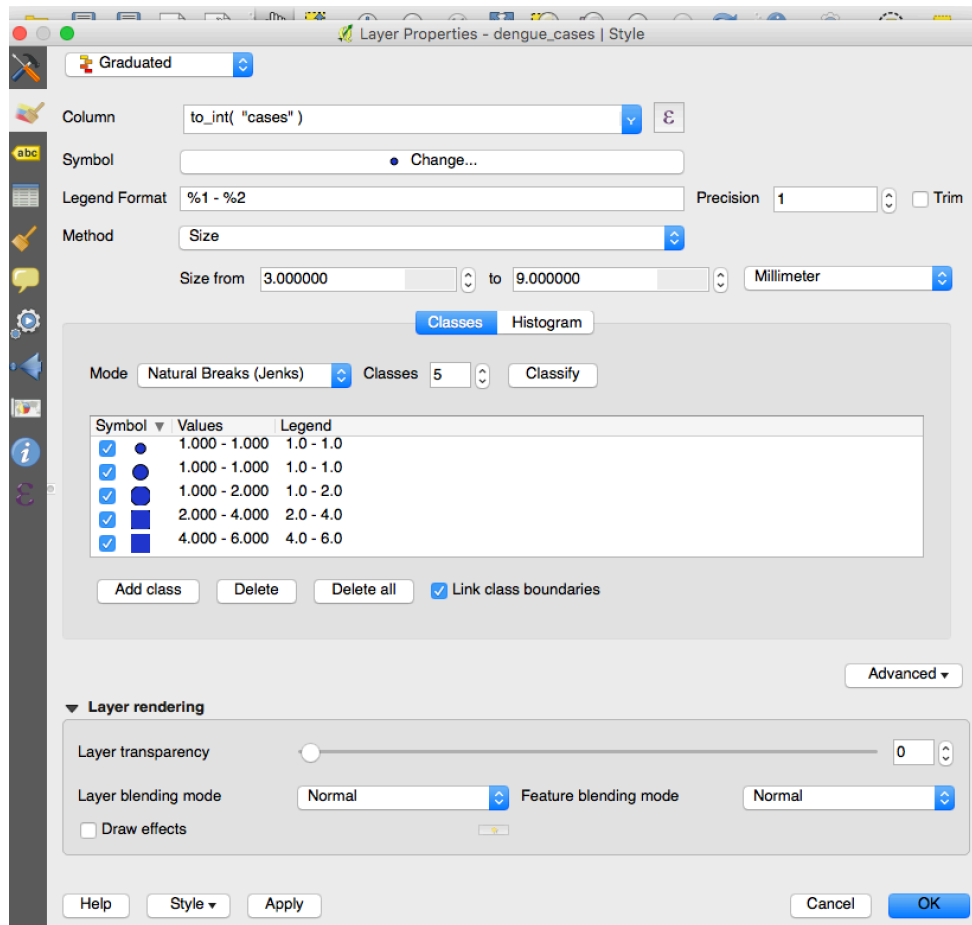 Layer Properties - dengue_cases | Style
Graduated
Column to_int( "cases" ) ε
abc
Symbol Change...
Legend Format %1 - %2 Precision 1 Trim
Method Size
Size from 3.000000 to 9.000000 Millimeter
Classes Histogram
Mode Natural Breaks (Jenks) Classes 5 Classify
Symbol Values Legend
1.000 - 1.000 1.0 - 1.0
1.000 - 1.000 1.0 - 1.0
1.000 - 2.000 1.0 - 2.0
2.000 - 4.000 2.0 - 4.0
4.000 - 6.000 4.0 - 6.0
Add class Delete Delete all Link class boundaries
Advanced
Layer rendering
Layer transparency 0
Layer blending mode Normal Feature blending mode Normal
Draw effects
Help Style Apply Cancel OK